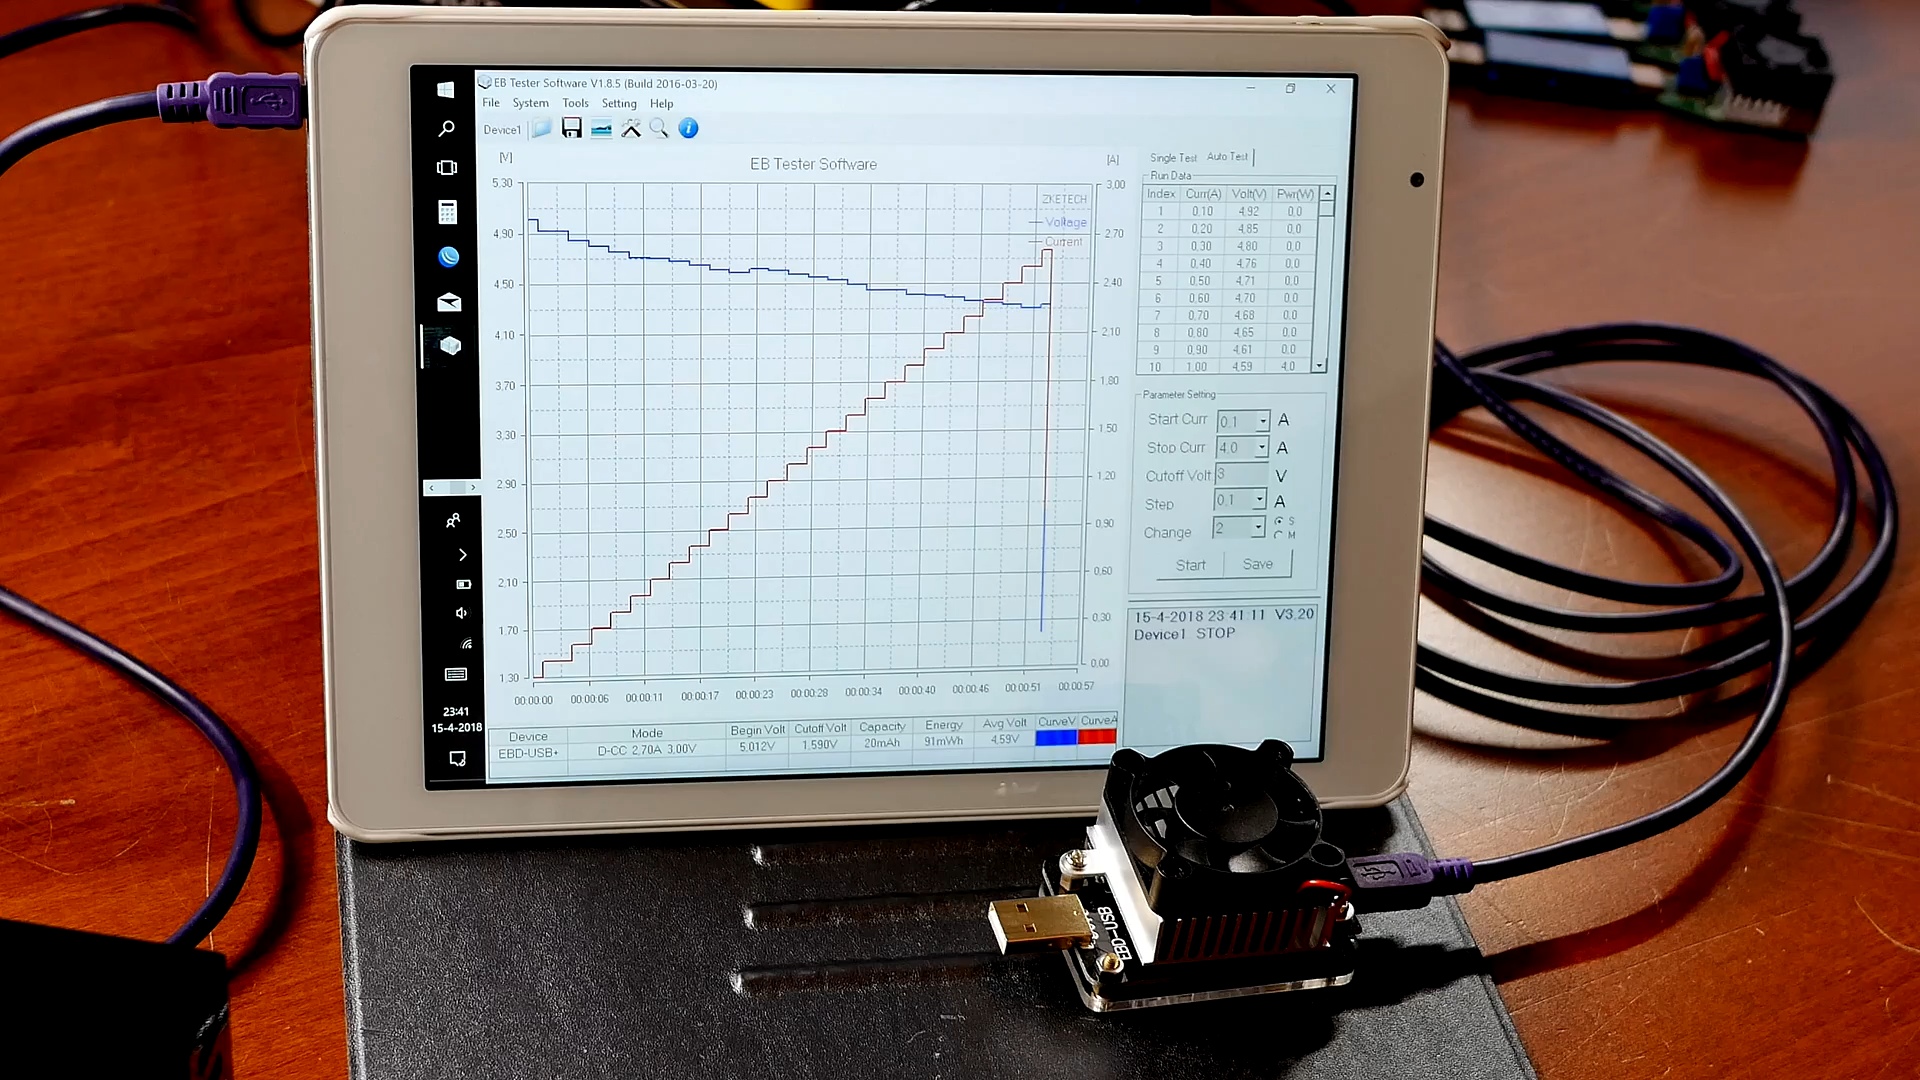 EB Tester Software V1.8.5 (Build 2016-03-20)
File System Tools Setting Help
Device1
[V] EB Tester Software [A]
ZKETECH
Voltage
Current
5,30
4,90
4,50
4,10
3,70
3,30
2,90
2,50
2,10
1,70
1,30
3,00
2,70
2,40
2,10
1,80
1,50
1,20
0,90
0,60
0,30
0,00
00:00:00 00:00:06 00:00:11 00:00:17 00:00:23 00:00:28 00:00:34 00:00:40 00:00:46 00:00:51 00:00:57
Single Test Auto Test
Run Data
Index Curr(A) Volt(V) Pwr(W)
1 0,10 4,92 0,0
2 0,20 4,85 0,0
3 0,30 4,80 0,0
4 0,40 4,76 0,0
5 0,50 4,71 0,0
6 0,60 4,70 0,0
7 0,70 4,68 0,0
8 0,80 4,65 0,0
9 0,90 4,61 0,0
10 1,00 4,59 4,0
Parameter Setting
Start Curr 0.1 A
Stop Curr 4.0 A
Cutoff Volt 3 V
Step 0.1 A
Change 2 S
M
Start Save
15-4-2018 23:41:11 V3.20
Device1 STOP
Device Mode Begin Volt Cutoff Volt Capacity Energy Avg Volt CurveV CurveA
EBD-USB+ D-CC 2,70A 3,00V 5,012V 1,590V 20mAh 91mWh 4,59V
23:41
15-4-2018
EBD-USB